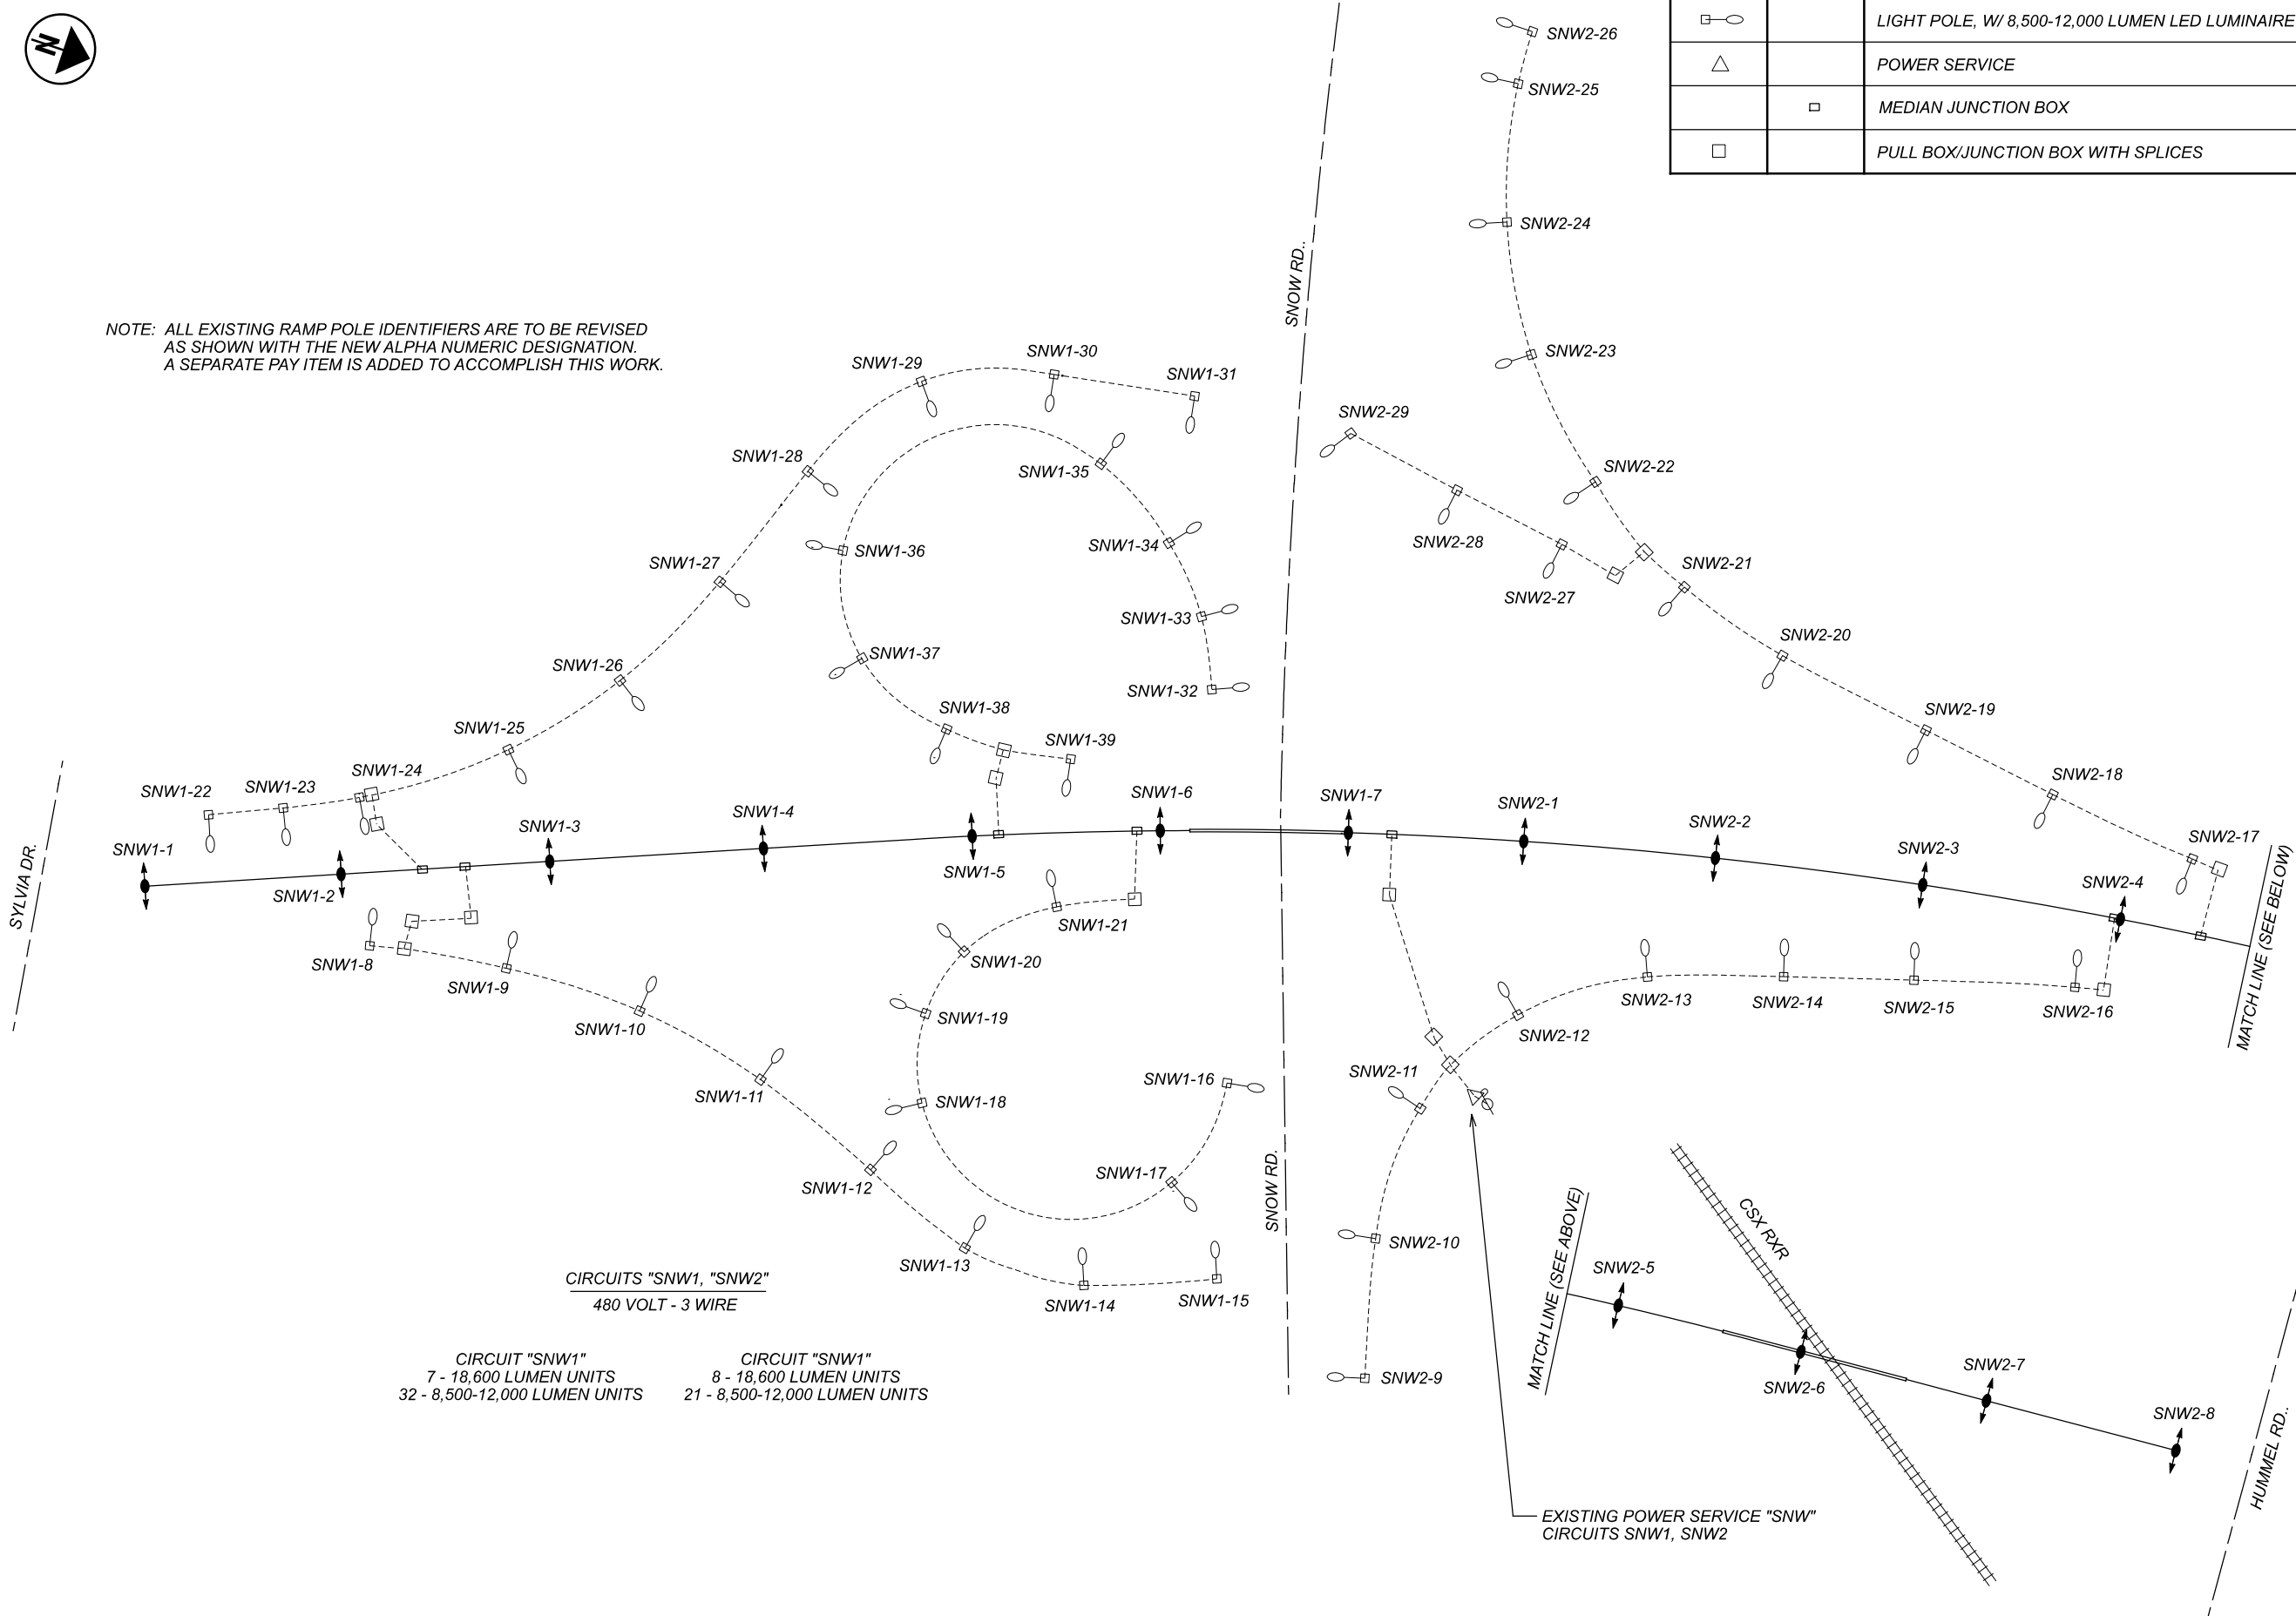 N
LIGHT POLE, W/ 8,500-12,000 LUMEN LED LUMINAIRE
POWER SERVICE
MEDIAN JUNCTION BOX
PULL BOX/JUNCTION BOX WITH SPLICES
SNW2-26
SNW2-25
SNW2-24
SNOW RD..
NOTE: ALL EXISTING RAMP POLE IDENTIFIERS ARE TO BE REVISED
AS SHOWN WITH THE NEW ALPHA NUMERIC DESIGNATION.
A SEPARATE PAY ITEM IS ADDED TO ACCOMPLISH THIS WORK.
SNW1-29
SNW1-30
SNW1-31
SNW2-23
SNW2-29
SNW1-28
SNW1-35
SNW2-22
SNW1-36
SNW1-34
SNW2-28
SNW1-27
SNW2-21
SNW2-27
SNW1-33
SNW2-20
SNW1-26
SNW1-37
SNW1-32
SNW1-25
SNW1-38
SNW1-39
SNW2-19
SNW1-22
SNW1-23
SNW1-24
SNW1-6
SNW1-7
SNW2-18
SNW1-3
SNW1-4
SNW2-1
SNW2-2
SNW2-17
SNW1-1
SNW2-3
SYLVIA DR.
SNW1-2
SNW1-5
SNW2-4
MATCH LINE (SEE BELOW)
SNW1-21
SNW1-8
SNW1-20
SNW1-9
SNW2-13
SNW2-14
SNW2-15
SNW2-16
SNW1-10
SNW1-19
SNW2-12
SNW1-11
SNW1-18
SNW1-16
SNW2-11
SNW1-12
SNW1-17
SNOW RD.
SNW2-10
CSX RXR
SNW1-13
SNW1-14
SNW1-15
MATCH LINE (SEE ABOVE)
SNW2-5
CIRCUITS "SNW1, "SNW2"
480 VOLT - 3 WIRE
SNW2-9
SNW2-6
SNW2-7
SNW2-8
CIRCUIT "SNW1"
7 - 18,600 LUMEN UNITS
32 - 8,500-12,000 LUMEN UNITS
CIRCUIT "SNW1"
8 - 18,600 LUMEN UNITS
21 - 8,500-12,000 LUMEN UNITS
HUMMEL RD..
EXISTING POWER SERVICE "SNW"
CIRCUITS SNW1, SNW2